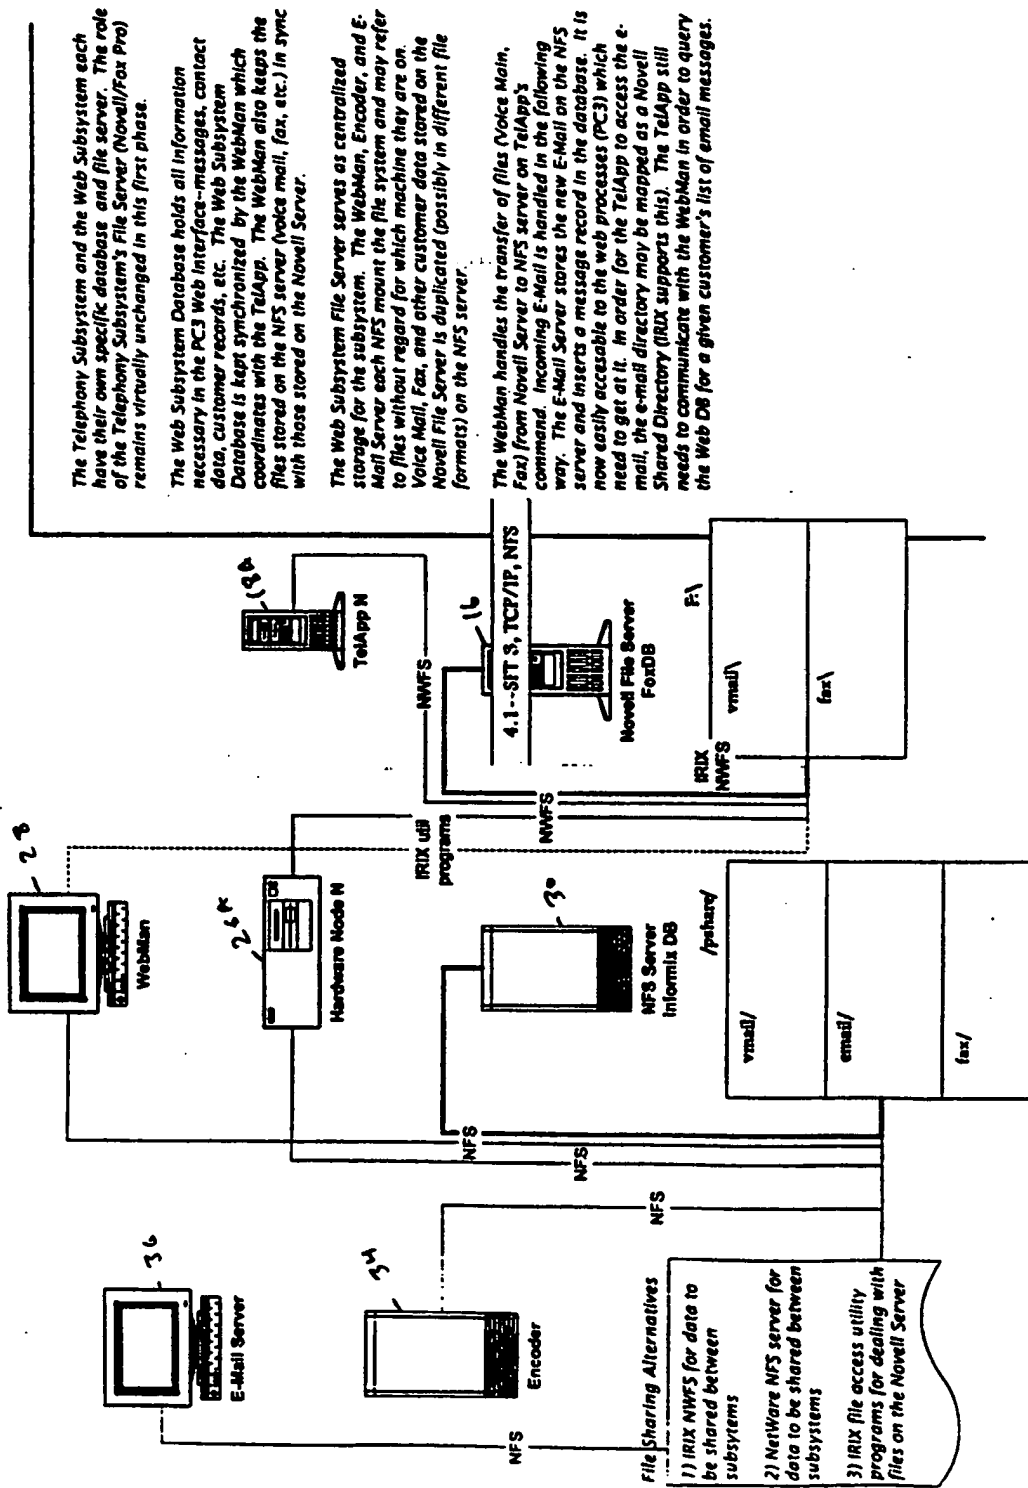 The Telephony Subsystem and the Web Subsystem each
have their own specific database and file server. The role
of the Telephony Subsystem's File Server (Novell/Fox Pro)
remains virtually unchanged in this first phase.
The Web Subsystem Database holds all information
necessary in the PC3 Web Interface--messages, contact
data, customer records, etc. The Web Subsystem
Database is kept synchronized by the WebMan which
coordinates with the TelApp. The WebMan also keeps the
files stored on the NFS server (voice mail, fax, etc.) in sync
with those stored on the Novell Server.
The Web Subsystem File Server serves as centralized
storage for the subsystem. The WebMan, Encoder, and E-
Mail Server each NFS mount the file system and may refer
to files without regard for which machine they are on.
Voice Mail, Fax, and other customer data stored on the
Novell File Server is duplicated (possibly in different file
formats) on the NFS server.
The WebMan handles the transfer of files (Voice Main,
Fax) from Novell Server to NFS server on TelApp's
command. Incoming E-Mail is handled in the following
way. The E-Mail Server stores the new E-Mail on the NFS
server and inserts a message record in the database. It is
now easily accesable to the web processes (PC3) which
need to get at it. In order for the TelApp to access the e-
mail, the e-mail directory may be mapped as a Novell
Shared Directory (IRIX supports this). The TelApp still
needs to communicate with the WebMan in order to query
the Web DB for a given customer's list of email messages.
36
E-Mail Server
28
WebMan
18A
TelApp N
34
Encoder
26A
Hardware Node N
30
NFS Server
Informix DB
16
4.1--SFT 3, TCP/IP, NFS
Novell File Server
FoxDB
NFS
NFS
NFS
NFS
IRIX util
programs
NWFS
NWFS
IRIX
NWFS
File Sharing Alternatives
1) IRIX NWFS for data to
be shared between
subsytems
2) NetWare NFS server for
data to be shared between
subsystems
3) IRIX file access utility
programs for dealing with
files on the Novell Server
/pshare/
vmail/
email/
fax/
F:\
vmail\
fax\